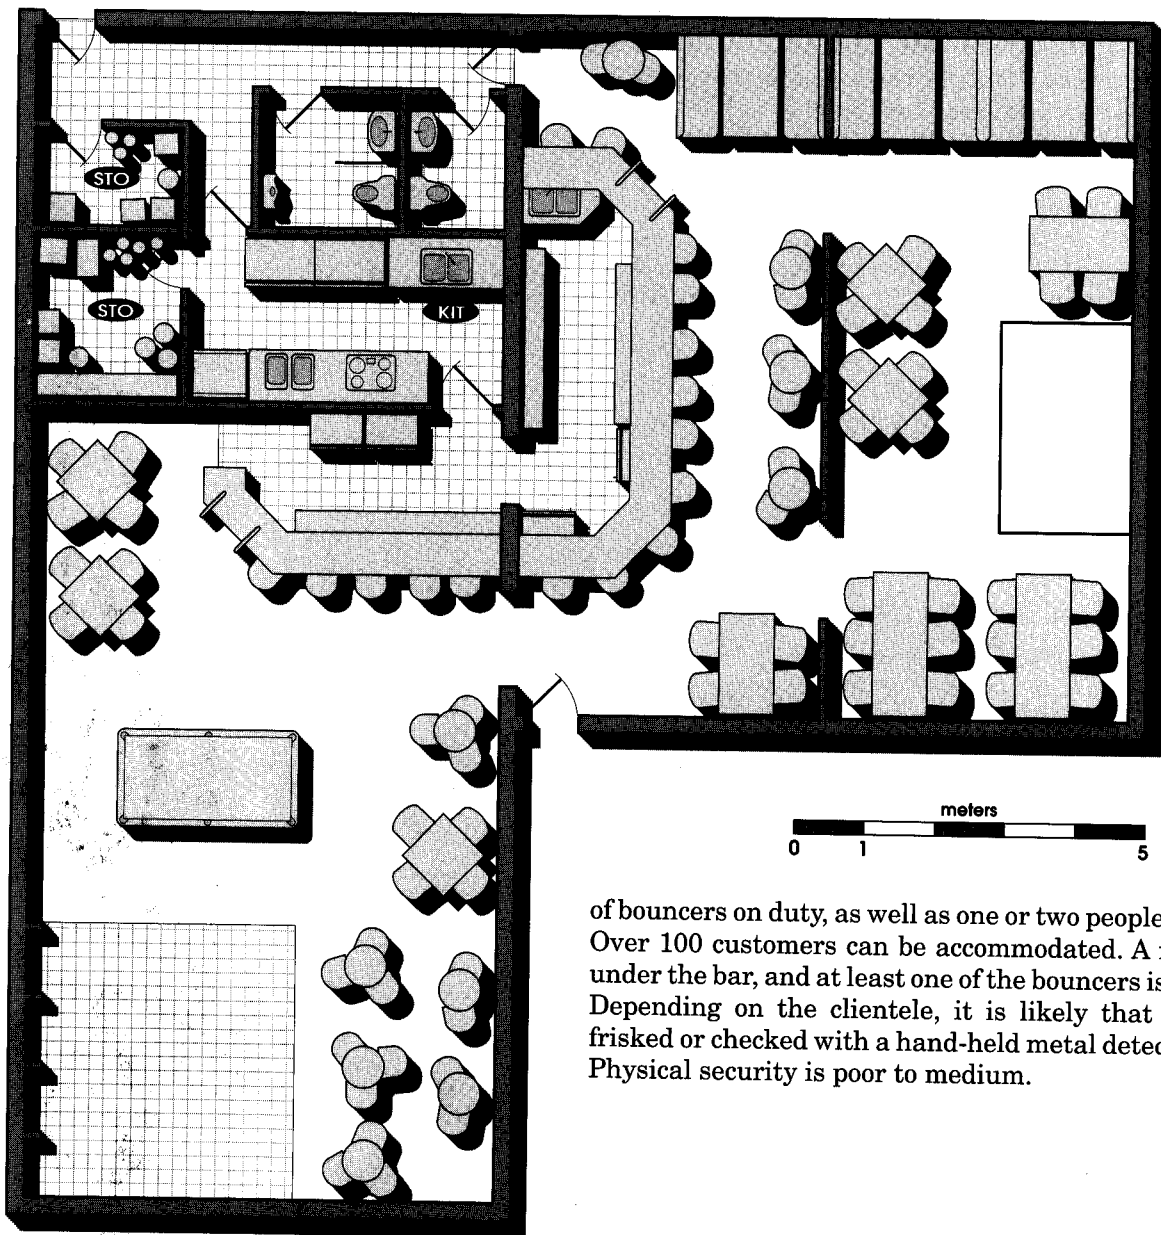 STO
STO
KIT
meters
0 1 5
of bouncers on duty, as well as one or two people
Over 100 customers can be accommodated. A
under the bar, and at least one of the bouncers is
Depending on the clientele, it is likely that
frisked or checked with a hand-held metal detec
Physical security is poor to medium.